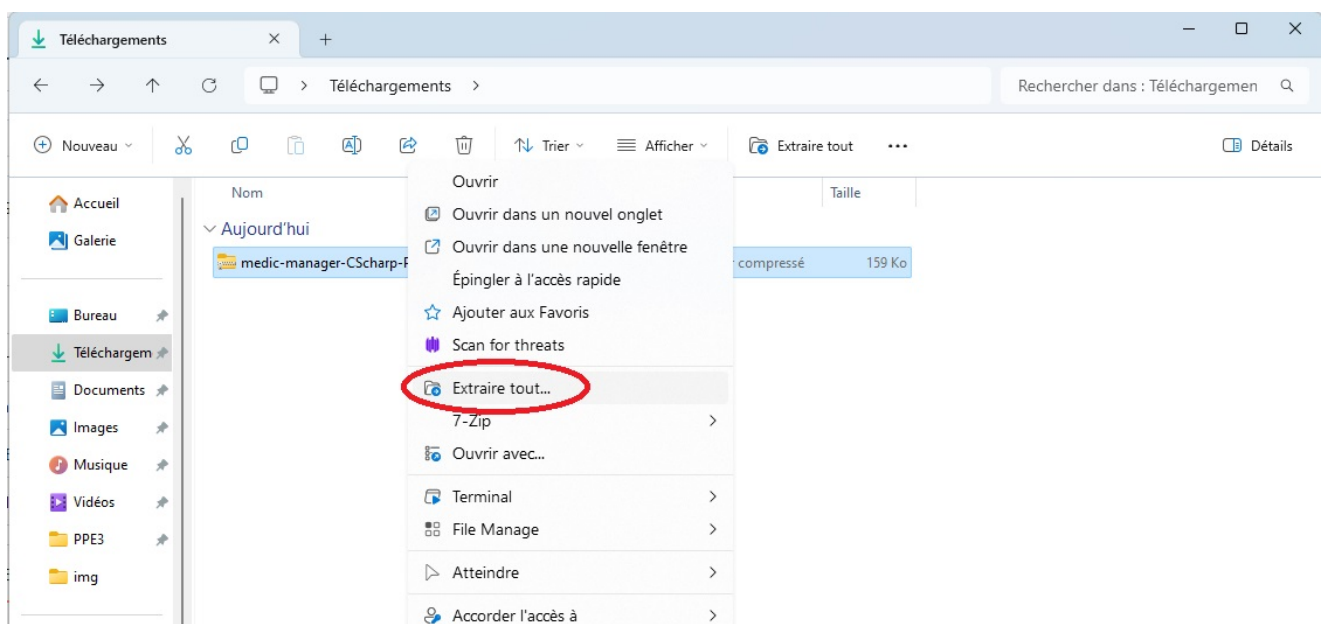 Téléchargements
Téléchargements
Rechercher dans : Téléchargemen
Nouveau
Trier
Afficher
Extraire tout
Détails
Accueil
Galerie
Bureau
Téléchargem
Documents
Images
Musique
Vidéos
PPE3
img
Nom
Taille
Aujourd'hui
medic-manager-CScharp-P
compressé
159 Ko
Ouvrir
Ouvrir dans un nouvel onglet
Ouvrir dans une nouvelle fenêtre
Épingler à l'accès rapide
Ajouter aux Favoris
Scan for threats
Extraire tout...
7-Zip
Ouvrir avec...
Terminal
File Manage
Atteindre
Accorder l'accès à